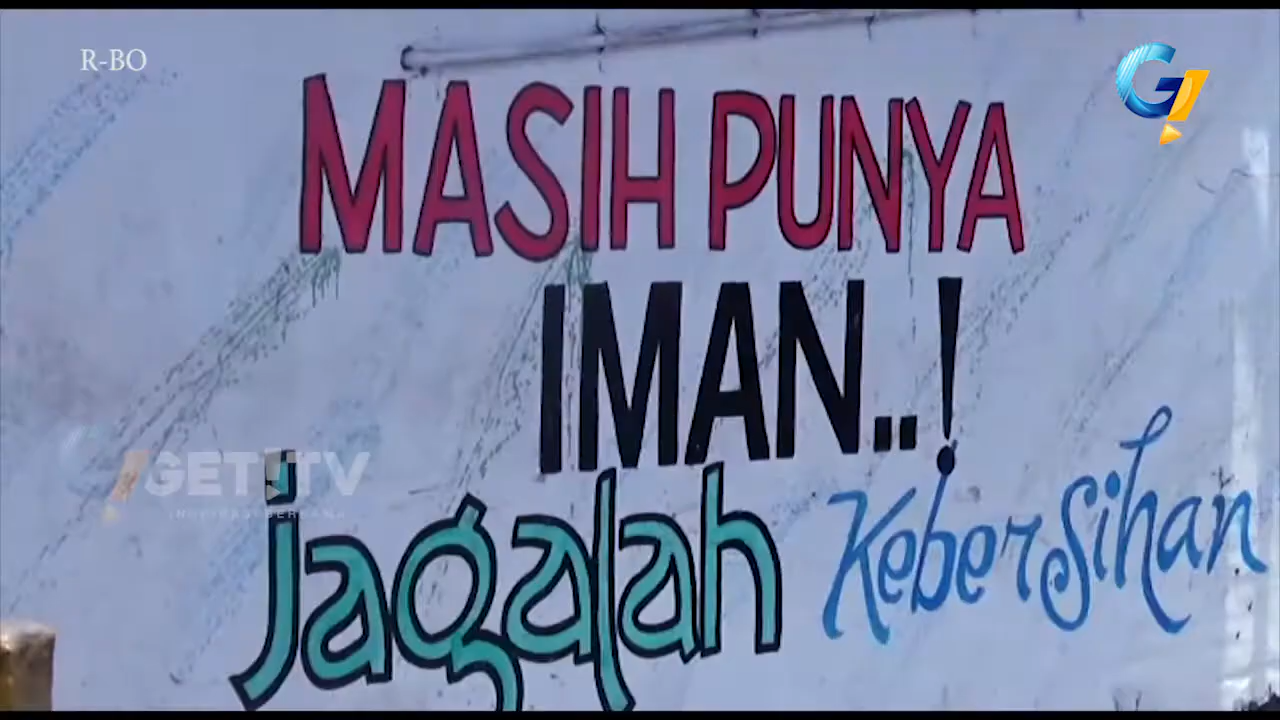 R-BO
G!
MASIH PUNYA
IMAN..!
GET!TV
Jagalah Kebersihan